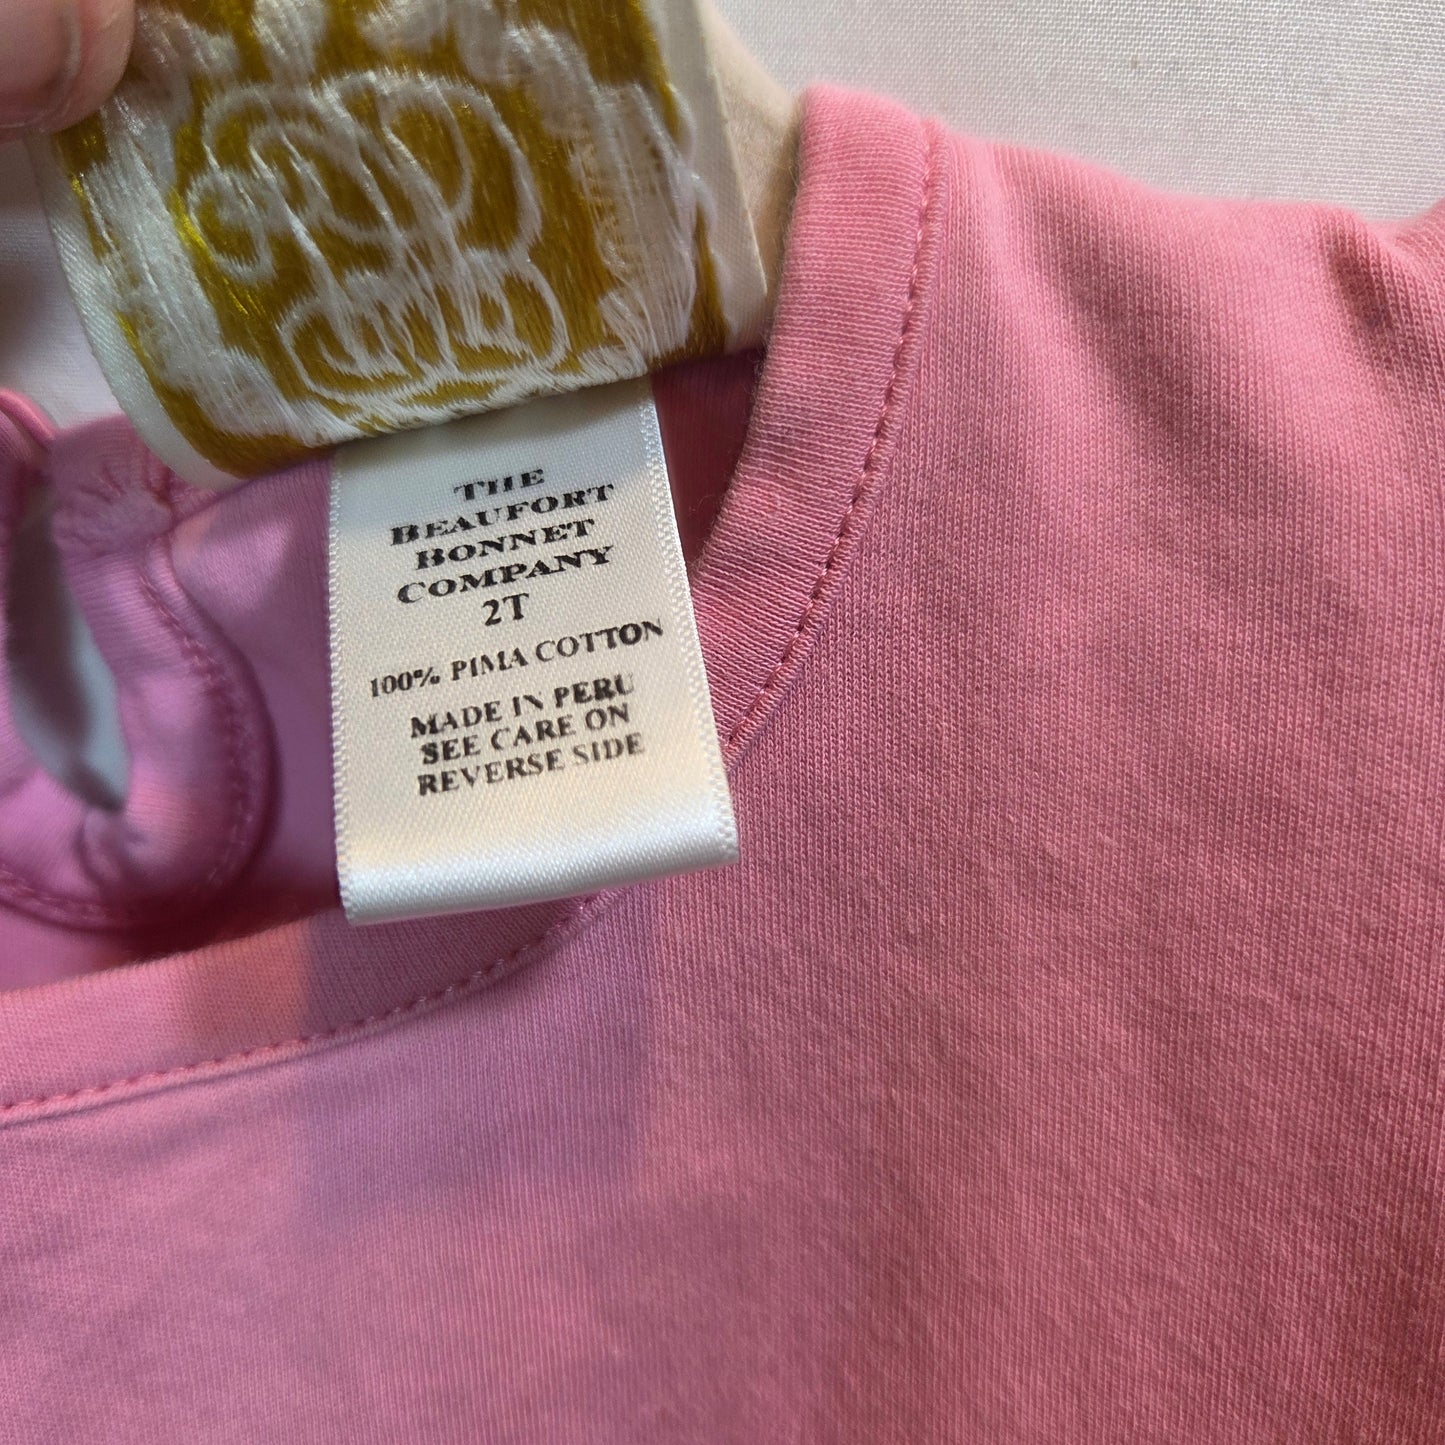 THE
BEAUFORT
BONNET
COMPANY
2T
100% PIMA COTTON
MADE IN PERU
SEE CARE ON
REVERSE SIDE